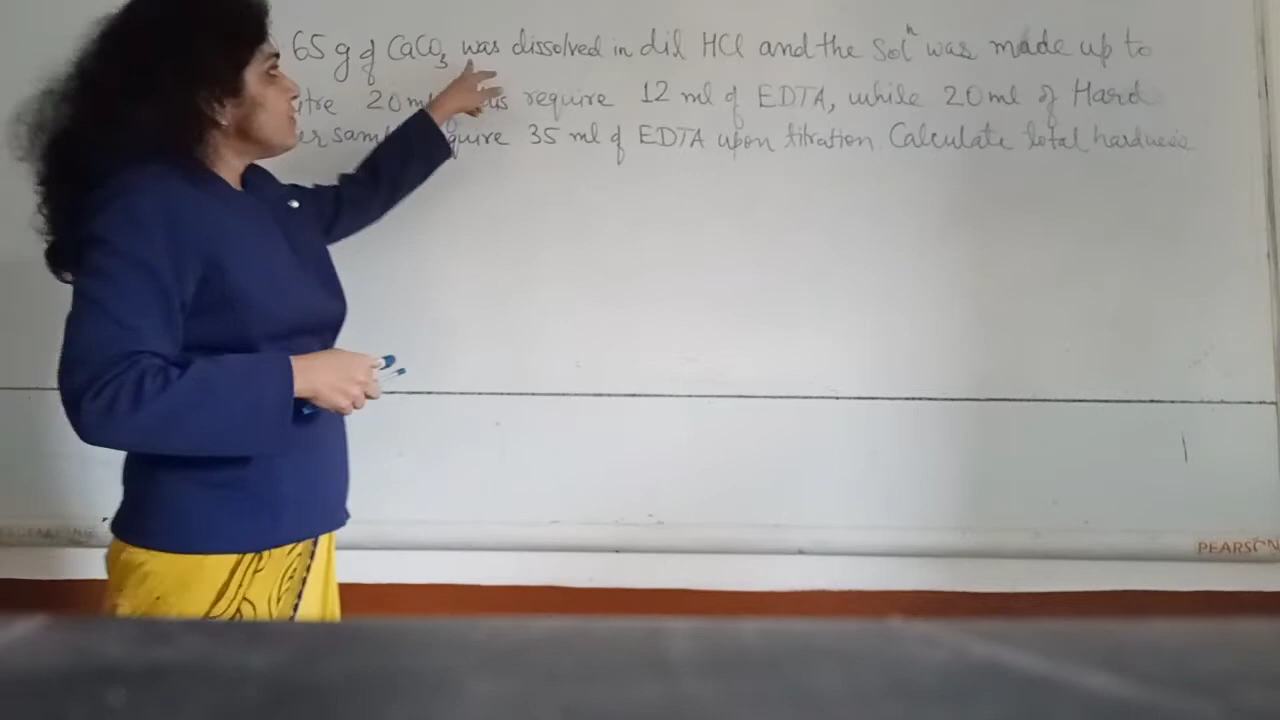 65 g of CaCO3 was dissolved in dil HCl and the Solⁿ was made up to
20 ml require 12 ml of EDTA, while 20 ml of Hard
35 ml of EDTA upon titration. Calculate total hardness
PEARSON